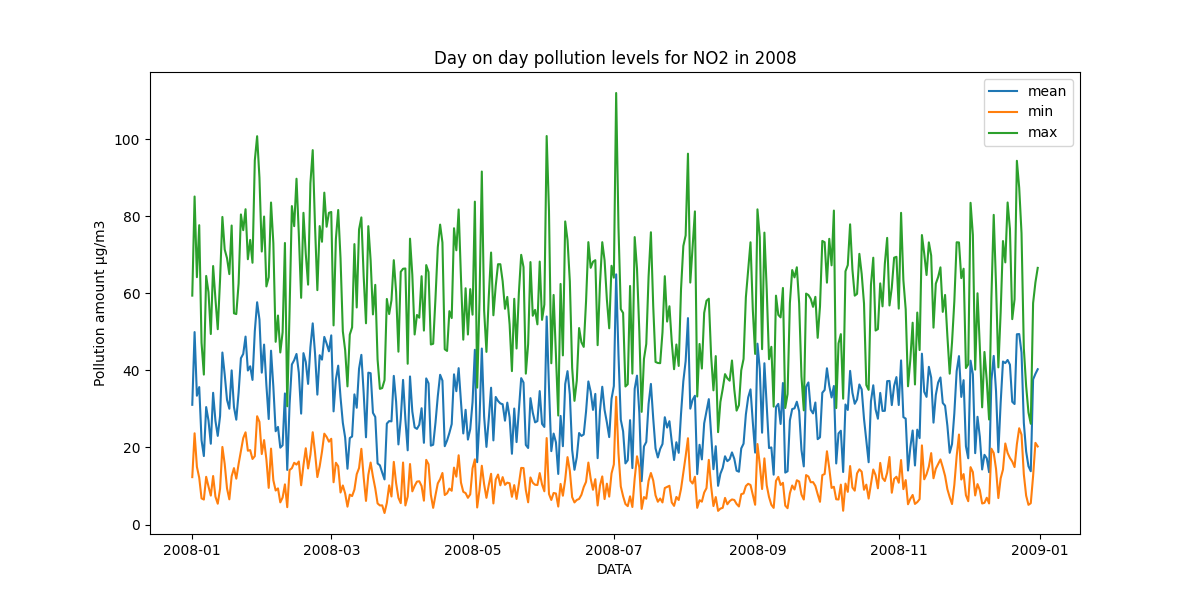 Day on day pollution levels for NO2 in 2008
mean
min
max
Pollution amount µg/m3
100
80
60
40
20
0
2008-01
2008-03
2008-05
2008-07
2008-09
2008-11
2009-01
DATA